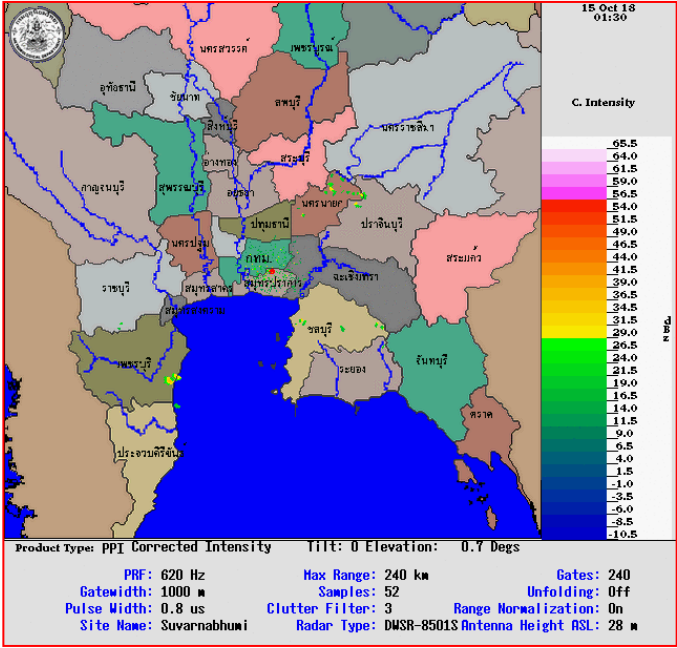 15 Oct 18
01:30
C. Intensity
นครสวรรค์
เพชรบูรณ์
อุทัยธานี
ชัยนาท
ลพบุรี
สิงหบุรี
นครราชสีมา
อ่างทอง
สระบุรี
กาญจนบุรี
สุพรรณบุรี
อยุธยา
นครนายก
ปทุมธานี
ปราจีนบุรี
นครปฐม
กทม.
สระแก้ว
ราชบุรี
สมุทรสาคร
สมุทรปราการ
ฉะเชิงเทรา
สมุทรสงคราม
ชลบุรี
เพชรบุรี
ระยอง
จันทบุรี
ตราด
ประจวบคีรีขันธ์
65.5
64.0
61.5
59.0
56.5
54.0
51.5
49.0
46.5
44.0
41.5
39.0
36.5
34.0
31.5
29.0
26.5
24.0
21.5
19.0
16.5
14.0
11.5
9.0
6.5
4.0
1.5
-1.0
-3.5
-6.0
-8.5
-10.5
Product Type: PPI Corrected Intensity Tilt: 0 Elevation: 0.7 Degs
PRF: 620 Hz Max Range: 240 km Gates: 240
Gatewidth: 1000 m Samples: 52 Unfolding: Off
Pulse Width: 0.8 us Clutter Filter: 3 Range Normalization: On
Site Name: Suvarnabhumi Radar Type: DWSR-8501S Antenna Height ASL: 28 m